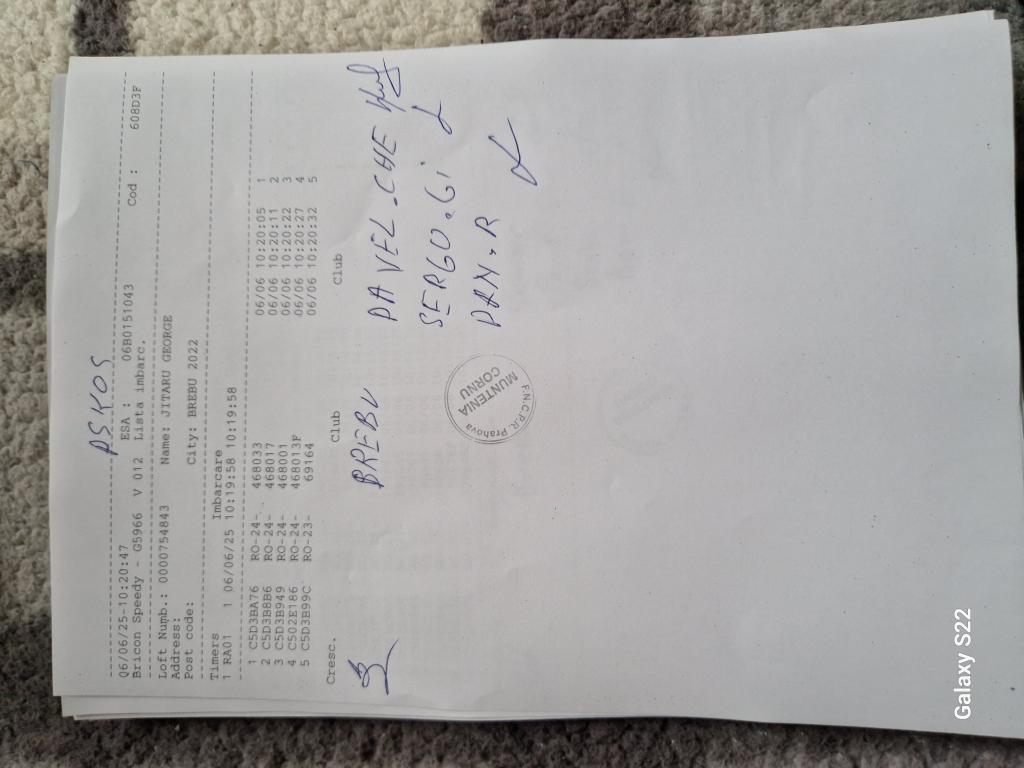 ASKOS
06/06/25-10:20:47 ESA : 06B0151043
Bricon Speedy - G5966 V 012 Lista imbarc. Cod : 608D3F
Loft Numb.: 0000754843 Name: JITARU GEORGE
Address:
Post code: City: BREBU 2022
Timers Imbarcare
1 RA01 1 06/06/25 10:19:58 10:19:58
1 C5D3BA76 RO-24- 468033 06/06 10:20:05 1
2 C5D3B8B6 RO-24- 468017 06/06 10:20:11 2
3 C5D3B949 RO-24- 468001 06/06 10:20:22 3
4 C502E186 RO-24- 468013F 06/06 10:20:27 4
5 C5D3B99C RO-23- 69164 06/06 10:20:32 5
Cresc. Club Club
BREBU PAVEL.CHE
SERGO.GI
DAN.R
F.N.C.P.R. Prahova
MUNTENIA
CORNU
Galaxy S22